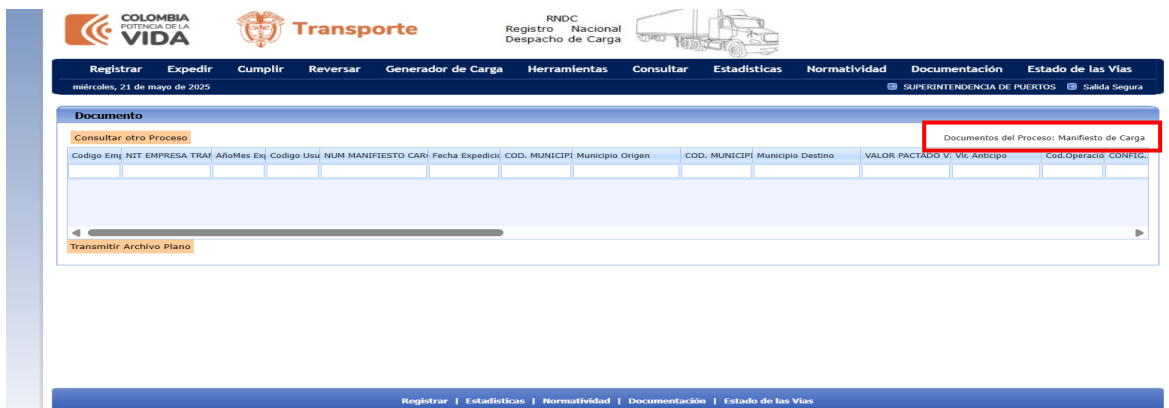 COLOMBIA
POTENCIA DE LA
VIDA
Transporte
RNDC
Registro Nacional
Despacho de Carga
Registrar Expedir Cumplir Reversar Generador de Carga Herramientas Consultar Estadisticas Normatividad Documentación Estado de las Vias
miércoles, 21 de mayo de 2025 SUPERINTENDENCIA DE PUERTOS Salida Segura
Documento
Consultar otro Proceso Documentos del Proceso: Manifiesto de Carga
Codigo Emp NIT EMPRESA TRAN AñoMes Exp Codigo Usu NUM MANIFIESTO CAR Fecha Expedició COD. MUNICIPI Municipio Origen COD. MUNICIPI Municipio Destino VALOR PACTADO V Vlr. Anticipo Cod.Operació CONFIG.
Transmitir Archivo Plano
Registrar | Estadisticas | Normatividad | Documentación | Estado de las Vias